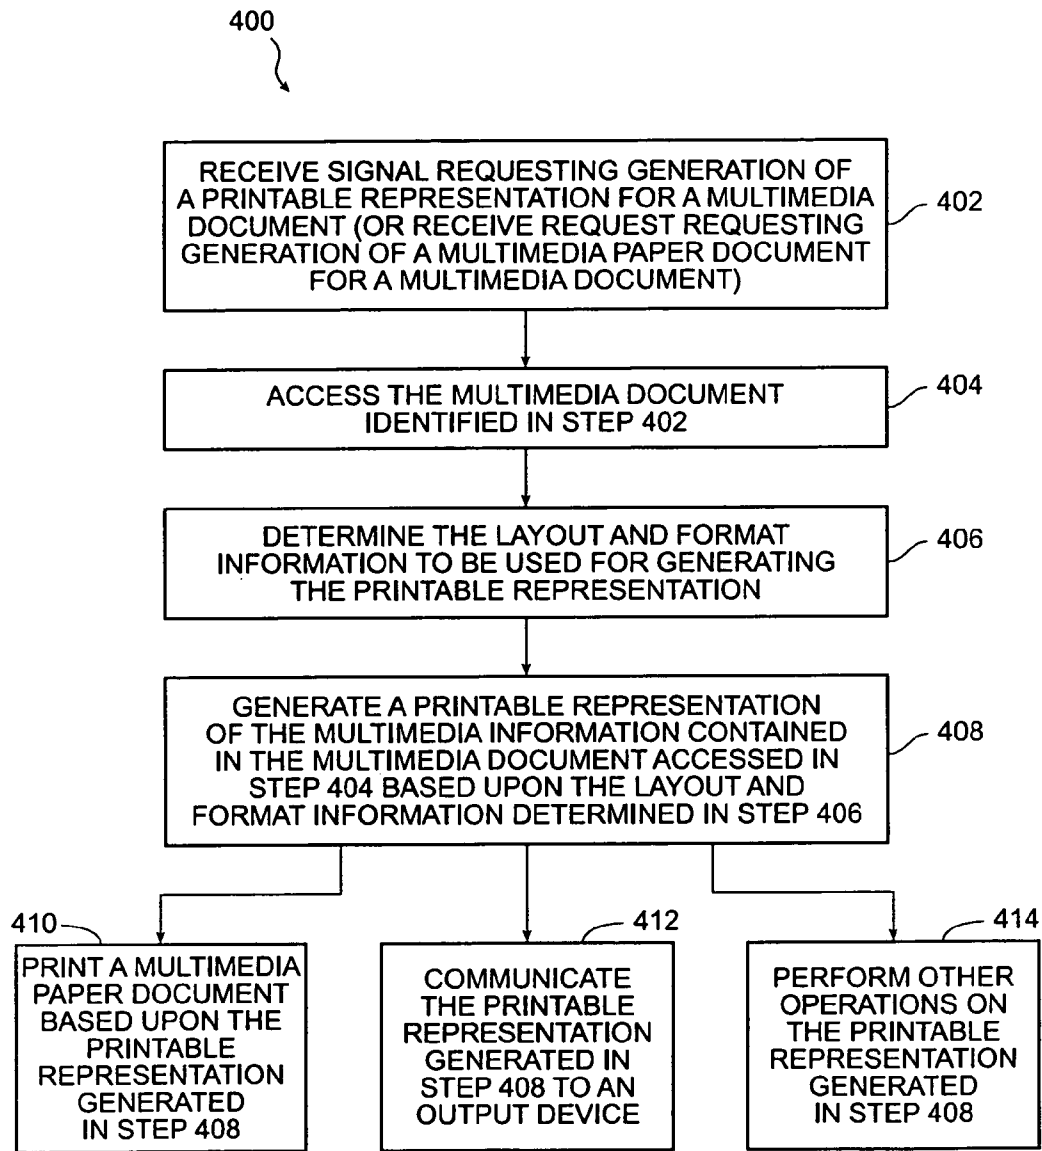 400
RECEIVE SIGNAL REQUESTING GENERATION OF
A PRINTABLE REPRESENTATION FOR A MULTIMEDIA
DOCUMENT (OR RECEIVE REQUEST REQUESTING
GENERATION OF A MULTIMEDIA PAPER DOCUMENT
FOR A MULTIMEDIA DOCUMENT)
402
ACCESS THE MULTIMEDIA DOCUMENT
IDENTIFIED IN STEP 402
404
DETERMINE THE LAYOUT AND FORMAT
INFORMATION TO BE USED FOR GENERATING
THE PRINTABLE REPRESENTATION
406
GENERATE A PRINTABLE REPRESENTATION
OF THE MULTIMEDIA INFORMATION CONTAINED
IN THE MULTIMEDIA DOCUMENT ACCESSED IN
STEP 404 BASED UPON THE LAYOUT AND
FORMAT INFORMATION DETERMINED IN STEP 406
408
410
PRINT A MULTIMEDIA
PAPER DOCUMENT
BASED UPON THE
PRINTABLE
REPRESENTATION
GENERATED
IN STEP 408
412
COMMUNICATE
THE PRINTABLE
REPRESENTATION
GENERATED IN
STEP 408 TO AN
OUTPUT DEVICE
414
PERFORM OTHER
OPERATIONS ON
THE PRINTABLE
REPRESENTATION
GENERATED
IN STEP 408